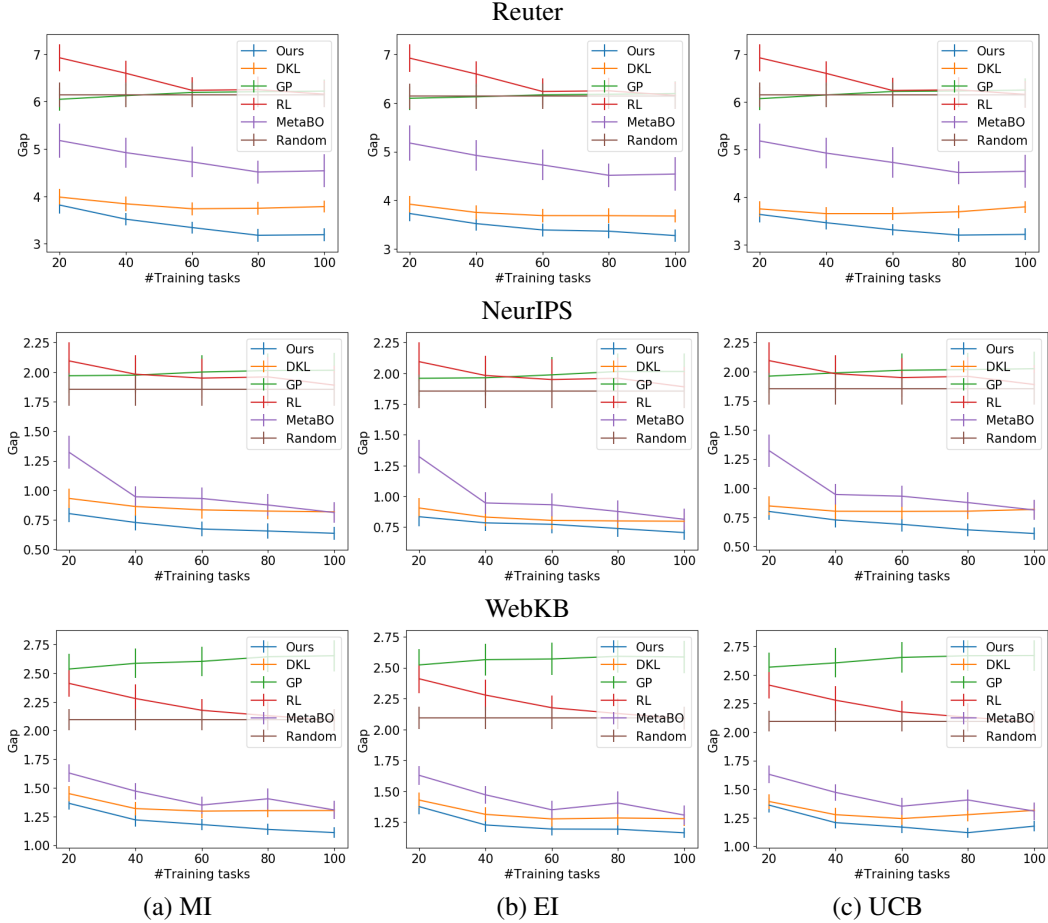 Reuter
7
6
5
4
3
Gap
20 40 60 80 100
#Training tasks
Ours
DKL
GP
RL
MetaBO
Random
7
6
5
4
3
Gap
20 40 60 80 100
#Training tasks
Ours
DKL
GP
RL
MetaBO
Random
7
6
5
4
3
Gap
20 40 60 80 100
#Training tasks
Ours
DKL
GP
RL
MetaBO
Random
NeurIPS
2.25
2.00
1.75
1.50
1.25
1.00
0.75
0.50
Gap
20 40 60 80 100
#Training tasks
Ours
DKL
GP
RL
MetaBO
Random
2.25
2.00
1.75
1.50
1.25
1.00
0.75
Gap
20 40 60 80 100
#Training tasks
Ours
DKL
GP
RL
MetaBO
Random
2.25
2.00
1.75
1.50
1.25
1.00
0.75
0.50
Gap
20 40 60 80 100
#Training tasks
Ours
DKL
GP
RL
MetaBO
Random
WebKB
2.75
2.50
2.25
2.00
1.75
1.50
1.25
1.00
Gap
20 40 60 80 100
#Training tasks
Ours
DKL
GP
RL
MetaBO
Random
2.75
2.50
2.25
2.00
1.75
1.50
1.25
Gap
20 40 60 80 100
#Training tasks
Ours
DKL
GP
RL
MetaBO
Random
2.75
2.50
2.25
2.00
1.75
1.50
1.25
1.00
Gap
20 40 60 80 100
#Training tasks
Ours
DKL
GP
RL
MetaBO
Random
(a) MI
(b) EI
(c) UCB